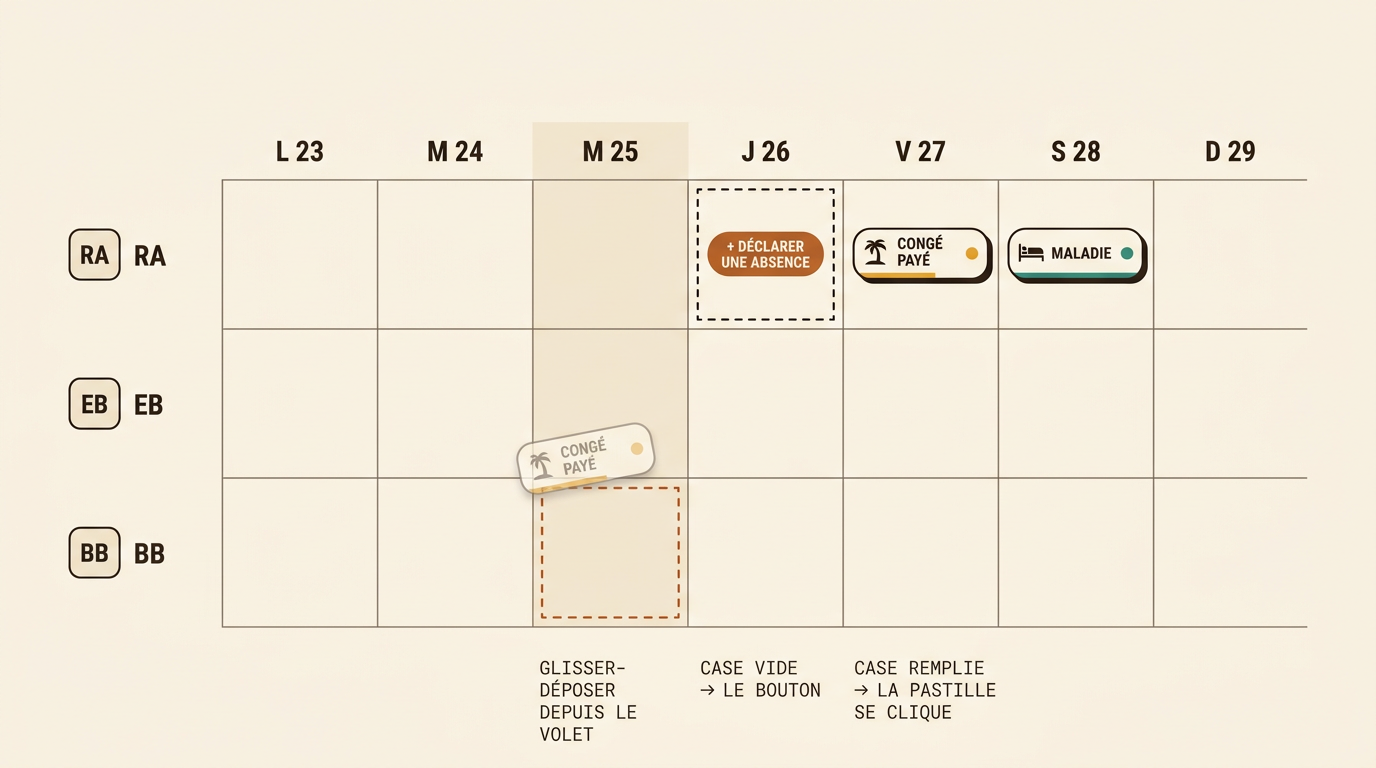 L 23
M 24
M 25
J 26
V 27
S 28
D 29
RA
RA
+ DÉCLARER
UNE ABSENCE
CONGÉ
PAYÉ
MALADIE
EB
EB
CONGÉ
PAYÉ
BB
BB
GLISSER-
DÉPOSER
DEPUIS LE
VOLET
CASE VIDE
→ LE BOUTON
CASE REMPLIE
→ LA PASTILLE
SE CLIQUE